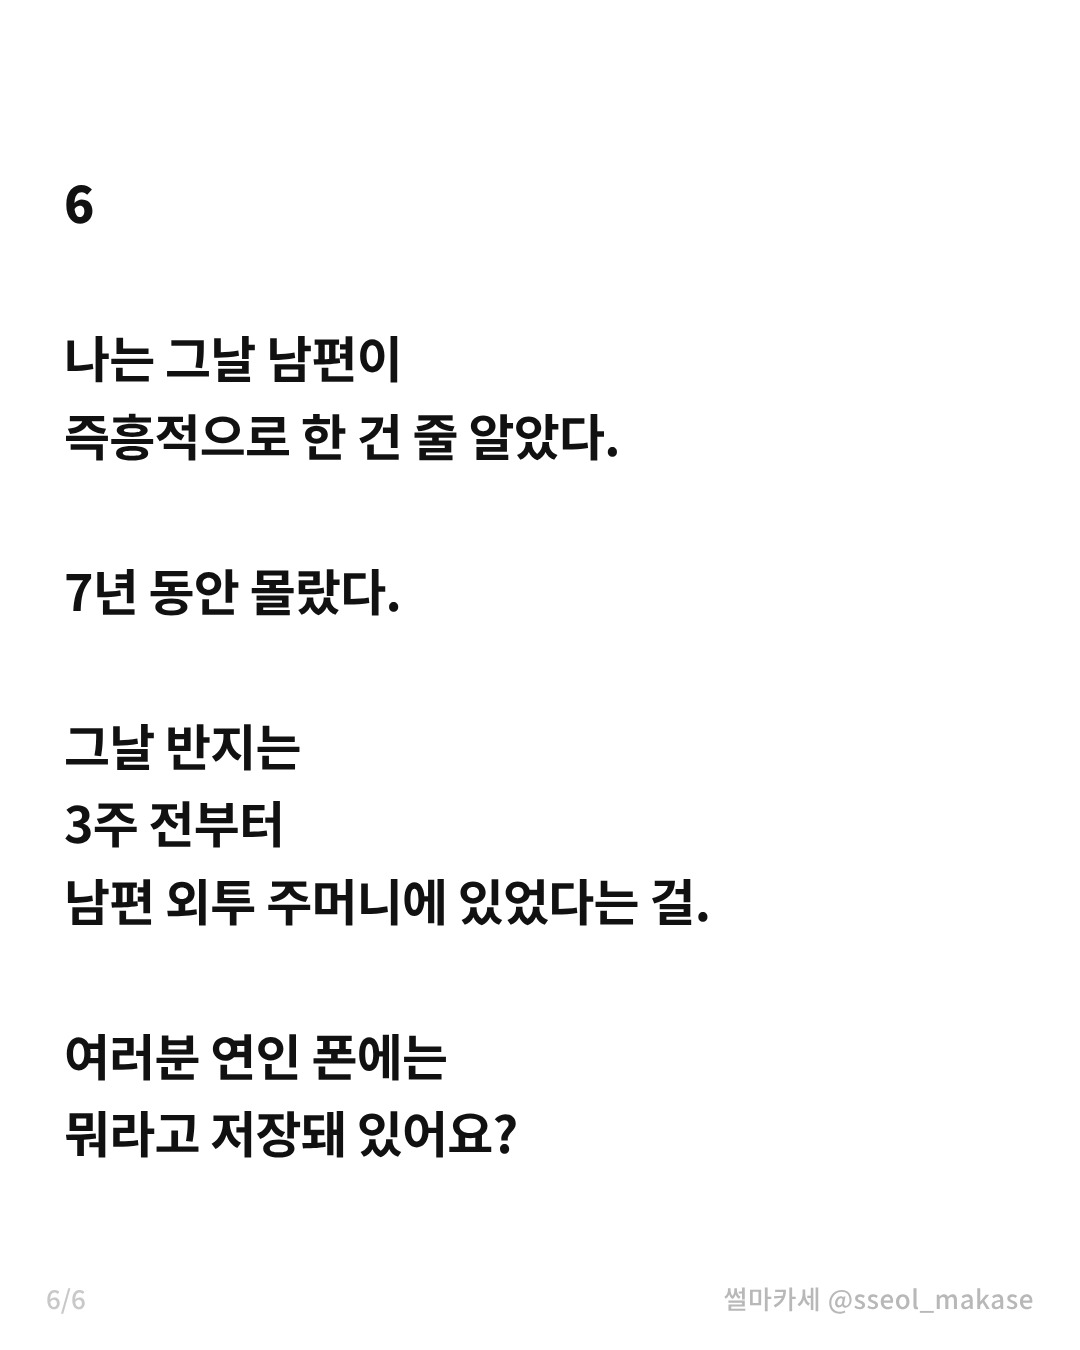 6
나는 그날 남편이
즉흥적으로 한 건 줄 알았다.
7년 동안 몰랐다.
그날 반지는
3주 전부터
남편 외투 주머니에 있었다는 걸.
여러분 연인 폰에는
뭐라고 저장돼 있어요?
6/6
썰마카세 @sseol_makase